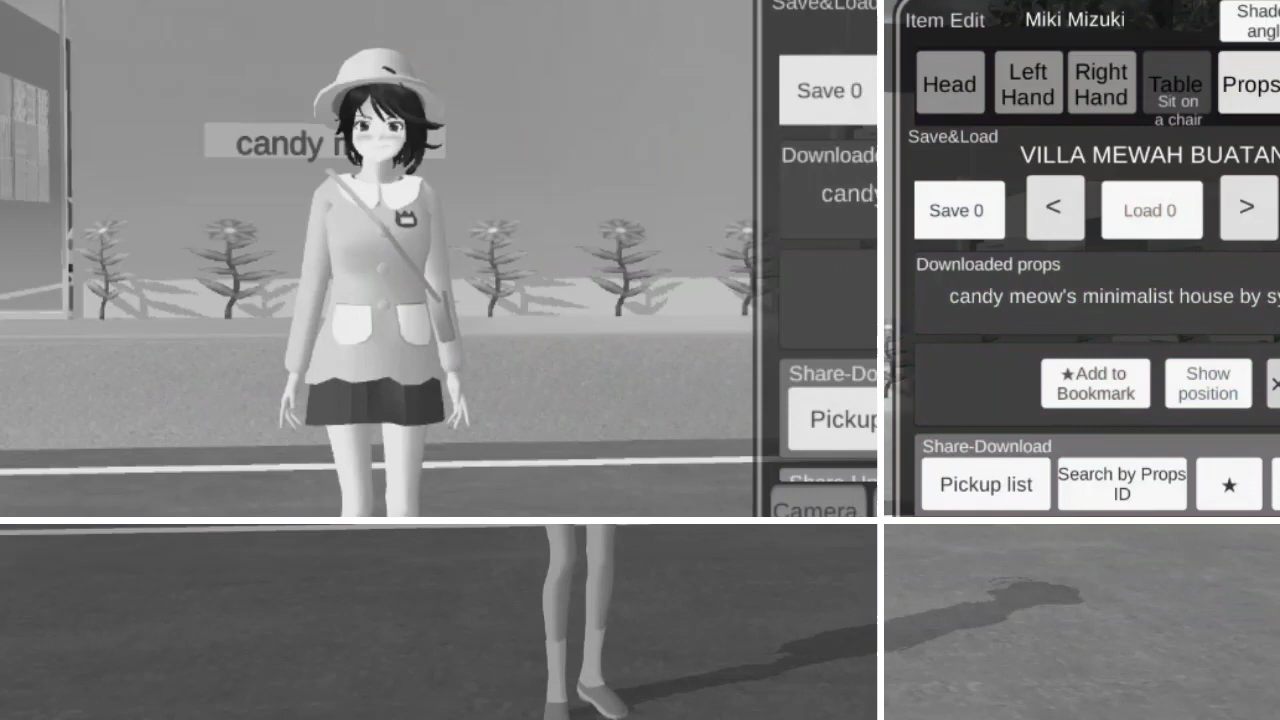 candy
Save&Load
Save 0
candy
Pickup
Camera
Item Edit
Miki Mizuki
Head
Left
Hand
Right
Hand
Table
Sit on
a chair
Props
Save&Load
VILLA MEWAH BUATAN
Save 0
<
Load 0
>
Downloaded props
candy meow's minimalist house by
★Add to
Bookmark
Show
position
Share-Download
Pickup list
Search by Props
ID
★